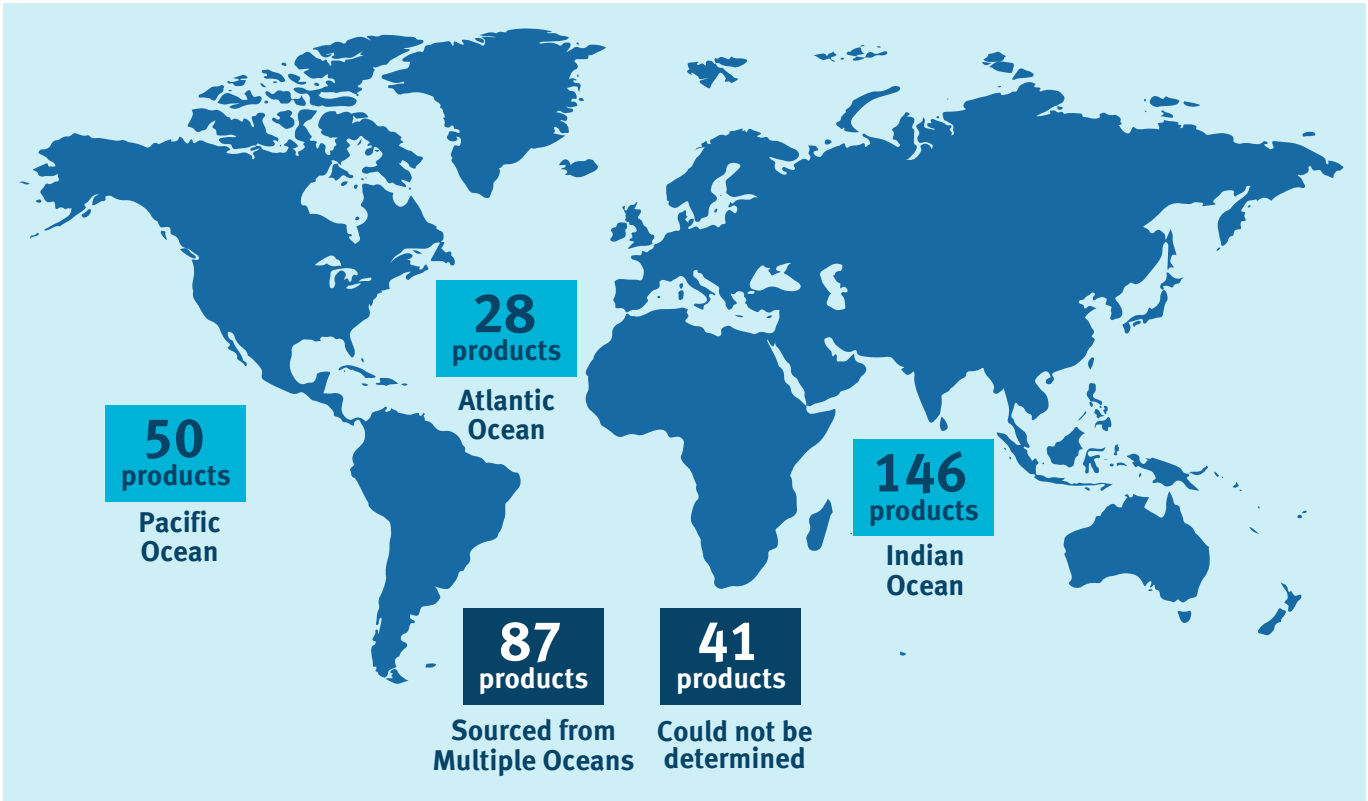 28
products
Atlantic
Ocean
50
products
Pacific
Ocean
146
products
Indian
Ocean
87
products
Sourced from
Multiple Oceans
41
products
Could not be
determined